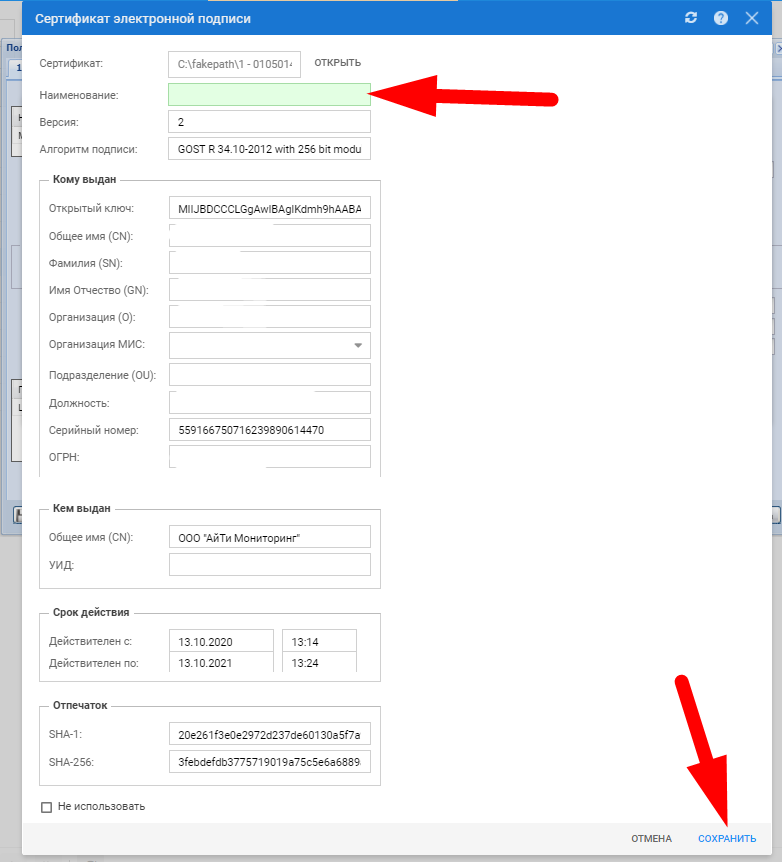 Сертификат электронной подписи
Сертификат: C:\fakepath\1 - 0105014 ОТКРЫТЬ
Наименование:
Версия: 2
Алгоритм подписи: GOST R 34.10-2012 with 256 bit modu
Кому выдан
Открытый ключ: MIIJBDCCCLGgAwIBAgIKdmh9hAABA
Общее имя (CN):
Фамилия (SN):
Имя Отчество (GN):
Организация (O):
Организация МИС:
Подразделение (OU):
Должность:
Серийный номер: 559166750716239890614470
ОГРН:
Кем выдан
Общее имя (CN): ООО "АйТи Мониторинг"
УИД:
Срок действия
Действителен с: 13.10.2020 13:14
Действителен по: 13.10.2021 13:24
Отпечаток
SHA-1: 20e261f3e0e2972d237de60130a5f7a
SHA-256: 3febdefdb3775719019a75c5e6a6889
Не использовать
ОТМЕНА СОХРАНИТЬ